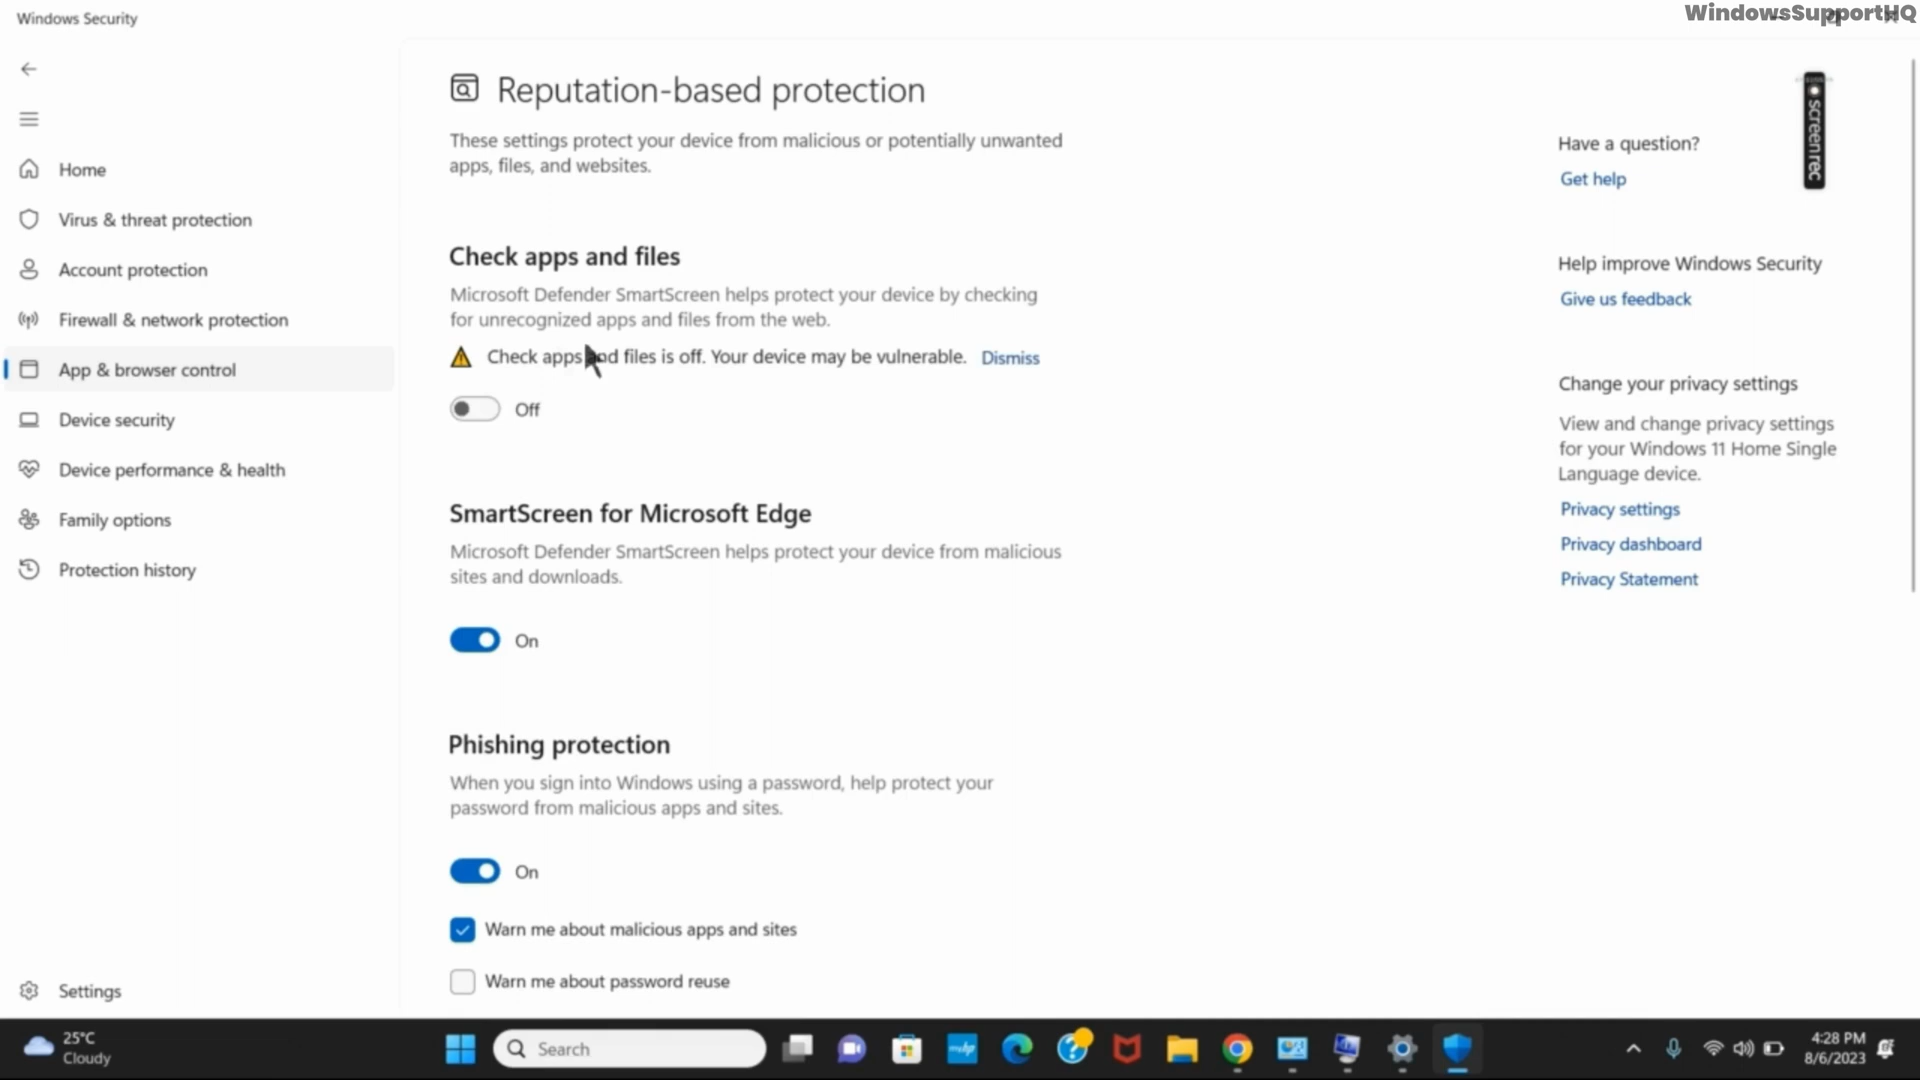 Windows Security
WindowsSupportHQ
Home
Virus & threat protection
Account protection
Firewall & network protection
App & browser control
Device security
Device performance & health
Family options
Protection history
Settings
Reputation-based protection
These settings protect your device from malicious or potentially unwanted
apps, files, and websites.
Check apps and files
Microsoft Defender SmartScreen helps protect your device by checking
for unrecognized apps and files from the web.
Check apps and files is off. Your device may be vulnerable. Dismiss
Off
SmartScreen for Microsoft Edge
Microsoft Defender SmartScreen helps protect your device from malicious
sites and downloads.
On
Phishing protection
When you sign into Windows using a password, help protect your
password from malicious apps and sites.
On
Warn me about malicious apps and sites
Warn me about password reuse
Have a question?
Get help
Help improve Windows Security
Give us feedback
Change your privacy settings
View and change privacy settings
for your Windows 11 Home Single
Language device.
Privacy settings
Privacy dashboard
Privacy Statement
screenrec
25°C
Cloudy
Search
myhp
4:28 PM
8/6/2023